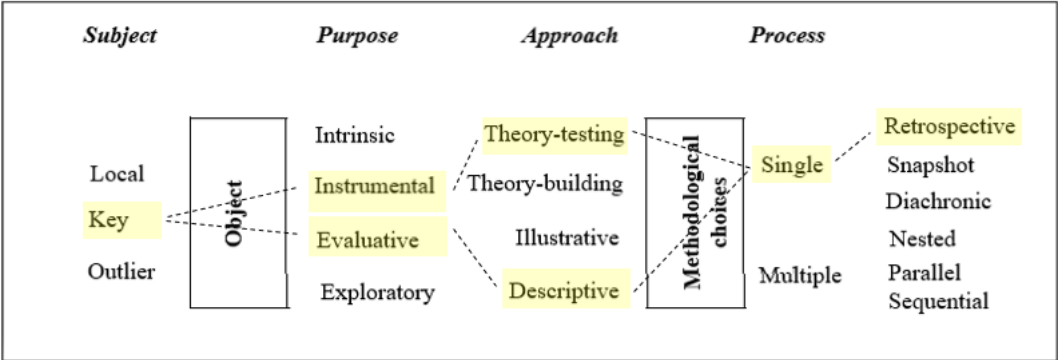 Subject Purpose Approach Process
Local
Key
Outlier
Object
Intrinsic
Instrumental
Evaluative
Exploratory
Theory-testing
Theory-building
Illustrative
Descriptive
Methodological
choices
Single
Multiple
Retrospective
Snapshot
Diachronic
Nested
Parallel
Sequential